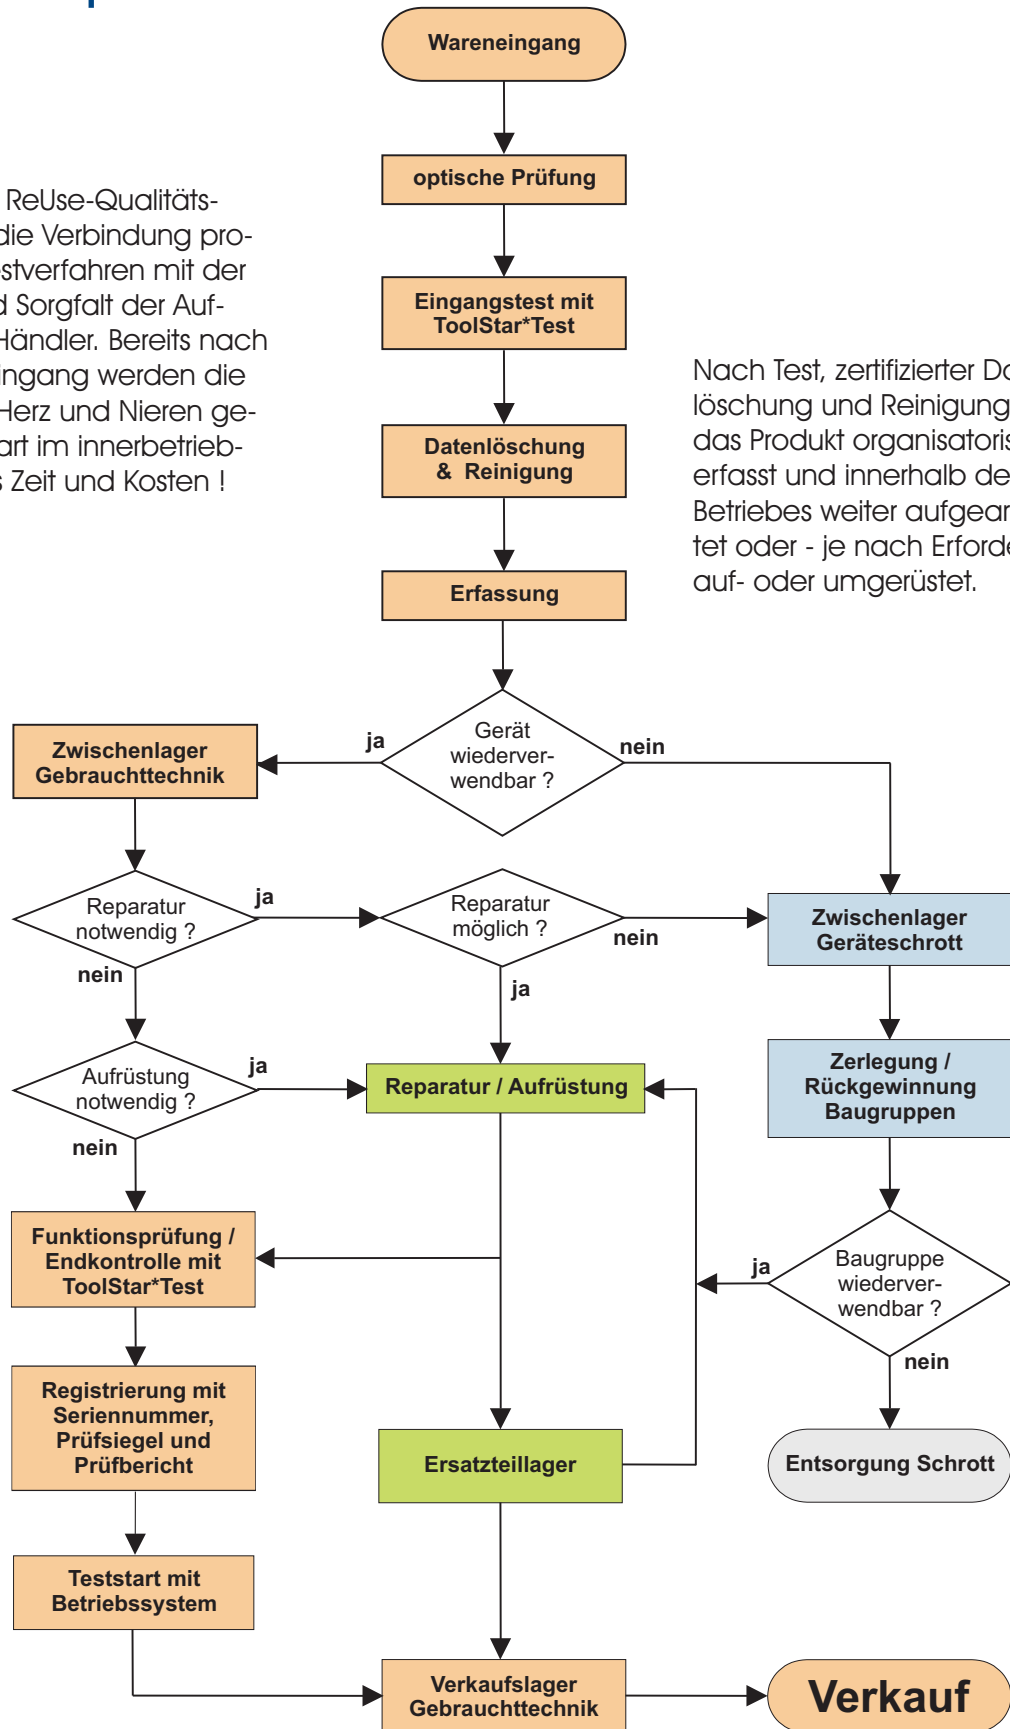 Wareneingang
optische Prüfung
ReUse-Qualitäts-
die Verbindung pro-
stverfahren mit der
Sorgfalt der Auf-
Händler. Bereits nach
ingang werden die
Herz und Nieren ge-
art im innerbetrieb-
s Zeit und Kosten !
Eingangstest mit
ToolStar*Test
Nach Test, zertifizierter Da
löschung und Reinigung
das Produkt organisatoris
erfasst und innerhalb de
Betriebes weiter aufgear
tet oder - je nach Erforde
auf- oder umgerüstet.
Datenlöschung
& Reinigung
Erfassung
Gerät
wiederver-
wendbar ?
ja
nein
Zwischenlager
Gebrauchttechnik
Reparatur
notwendig ?
ja
nein
Reparatur
möglich ?
nein
ja
Zwischenlager
Geräteschrott
Aufrüstung
notwendig ?
ja
nein
Reparatur / Aufrüstung
Zerlegung /
Rückgewinnung
Baugruppen
Funktionsprüfung /
Endkontrolle mit
ToolStar*Test
Baugruppe
wiederver-
wendbar ?
ja
nein
Registrierung mit
Seriennummer,
Prüfsiegel und
Prüfbericht
Ersatzteillager
Entsorgung Schrott
Teststart mit
Betriebssystem
Verkaufslager
Gebrauchttechnik
Verkauf